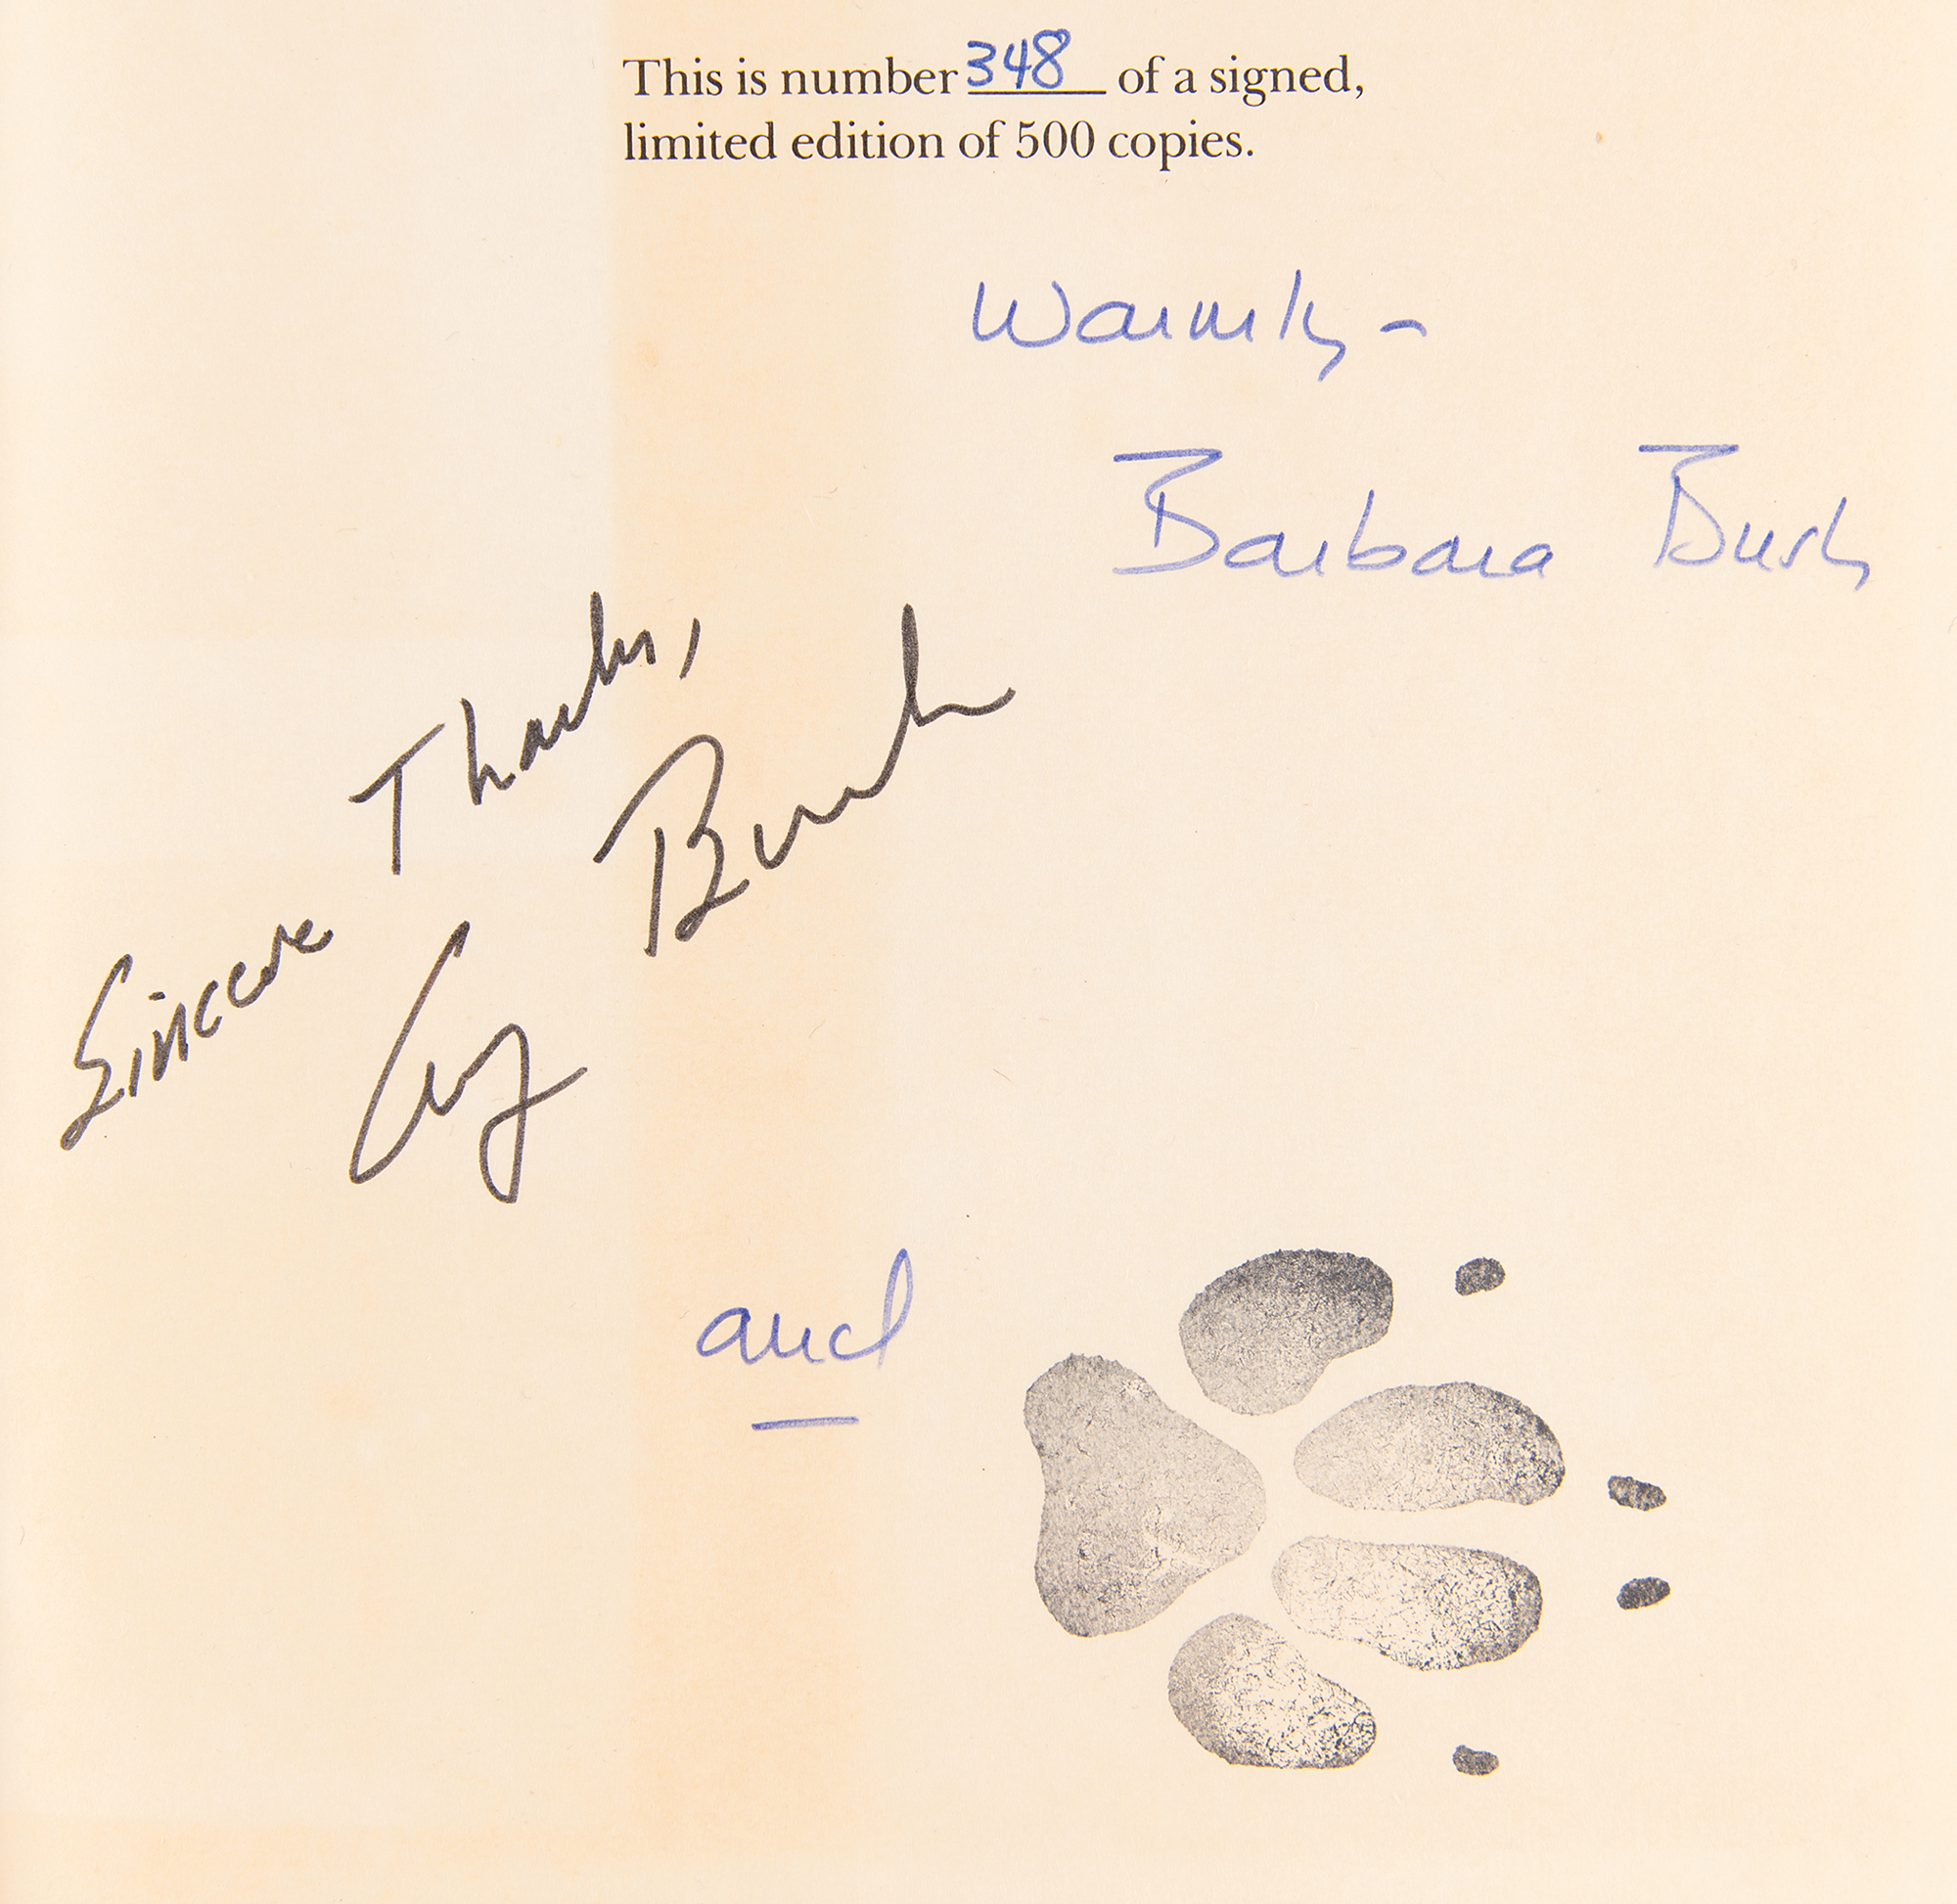 This is number 348 of a signed,
limited edition of 500 copies.
Warmly -
Barbara Bush
Sincere Thanks,
Bush
and